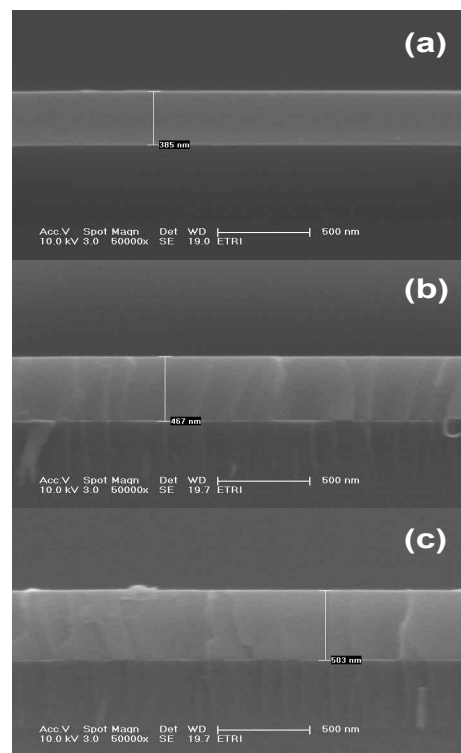 (a)
385 nm
Acc.V Spot Magn Det WD 500 nm
10.0 kV 3.0 50000x SE 19.0 ETRI
(b)
467 nm
Acc.V Spot Magn Det WD 500 nm
10.0 kV 3.0 50000x SE 19.7 ETRI
(c)
503 nm
Acc.V Spot Magn Det WD 500 nm
10.0 kV 3.0 50000x SE 19.7 ETRI